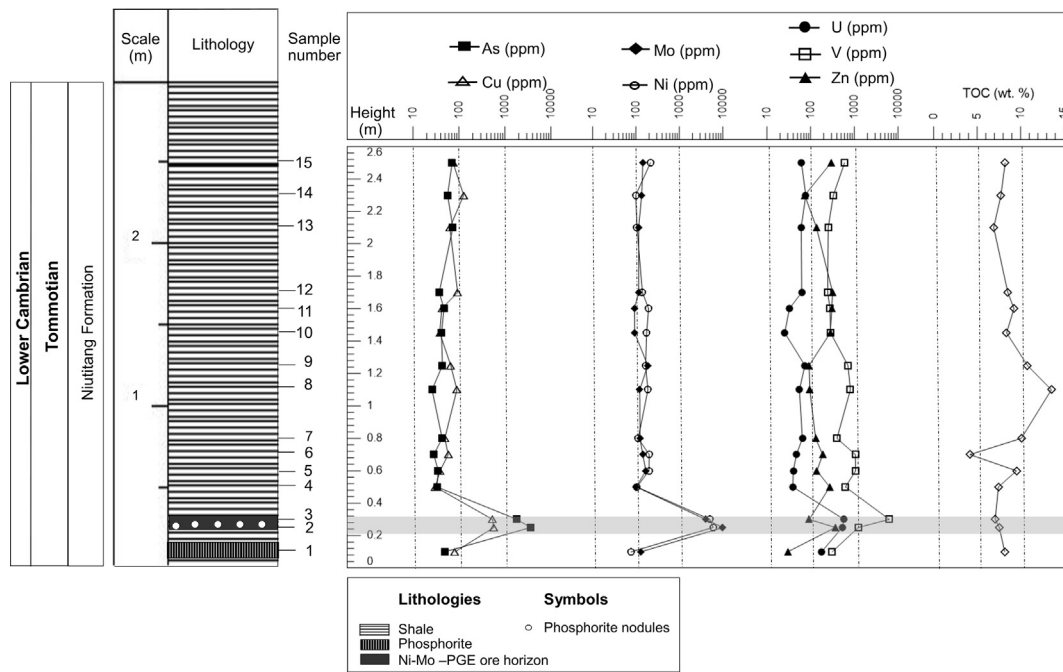 Scale
(m)
Lithology
Sample
number
As (ppm)
Cu (ppm)
Mo (ppm)
Ni (ppm)
U (ppm)
V (ppm)
Zn (ppm)
TOC (wt. %)
Height
(m)
10 100 1000 10000
10 100 1000 10000
10 100 1000 10000
0 5 10 15
Lower Cambrian
Tommotian
Niutitang Formation
2
1
15
14
13
12
11
10
9
8
7
6
5
4
3
2
1
2.6
2.4
2.2
2
1.8
1.6
1.4
1.2
1
0.8
0.6
0.4
0.2
0
Lithologies
Symbols
Shale
Phosphorite
Ni-Mo –PGE ore horizon
Phosphorite nodules